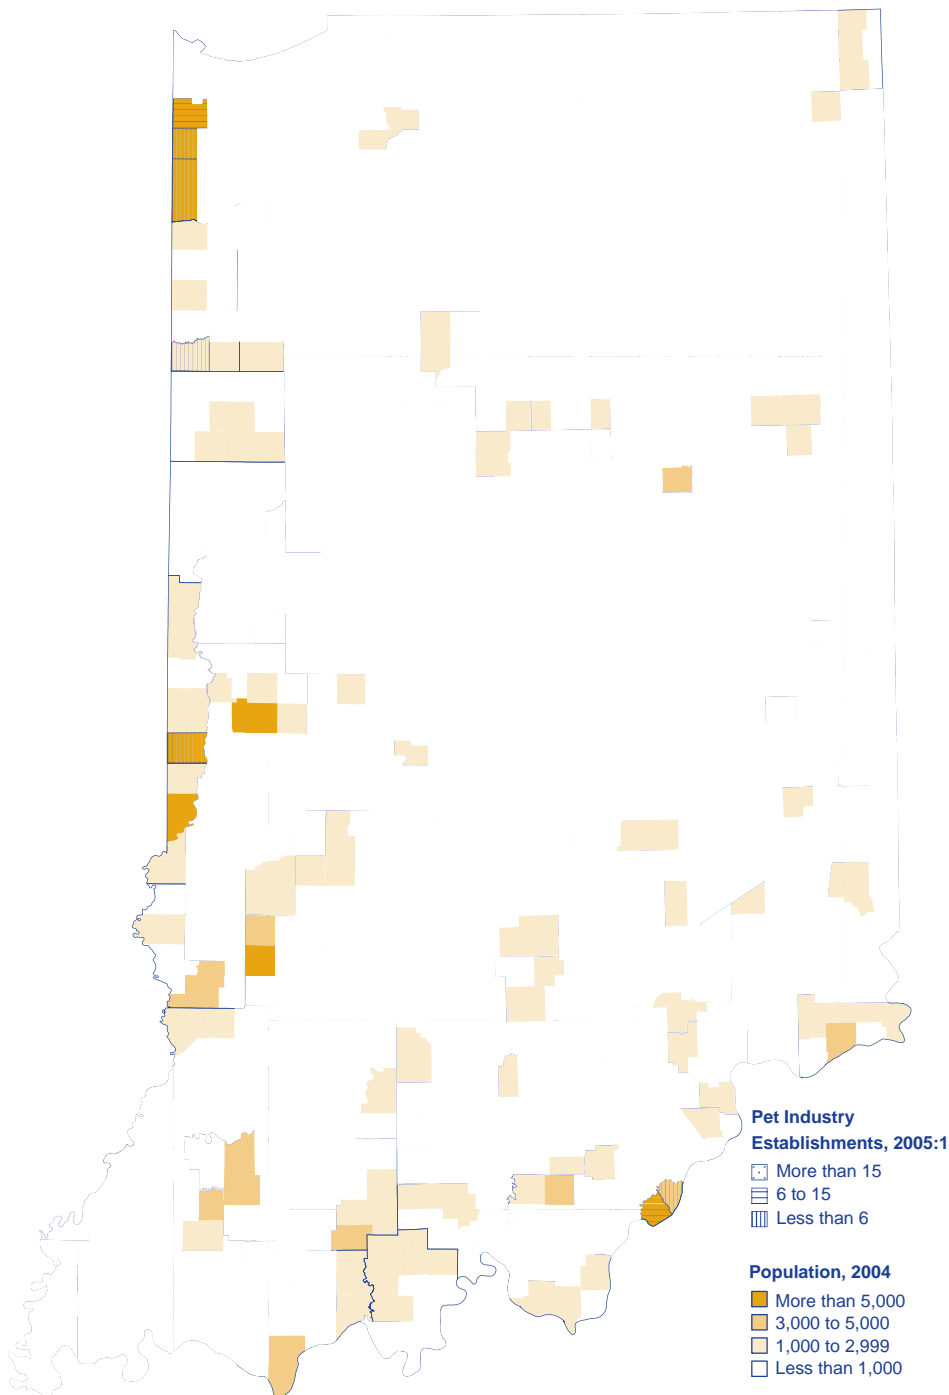 Pet Industry
Establishments, 2005:1
More than 15
6 to 15
Less than 6
Population, 2004
More than 5,000
3,000 to 5,000
1,000 to 2,999
Less than 1,000